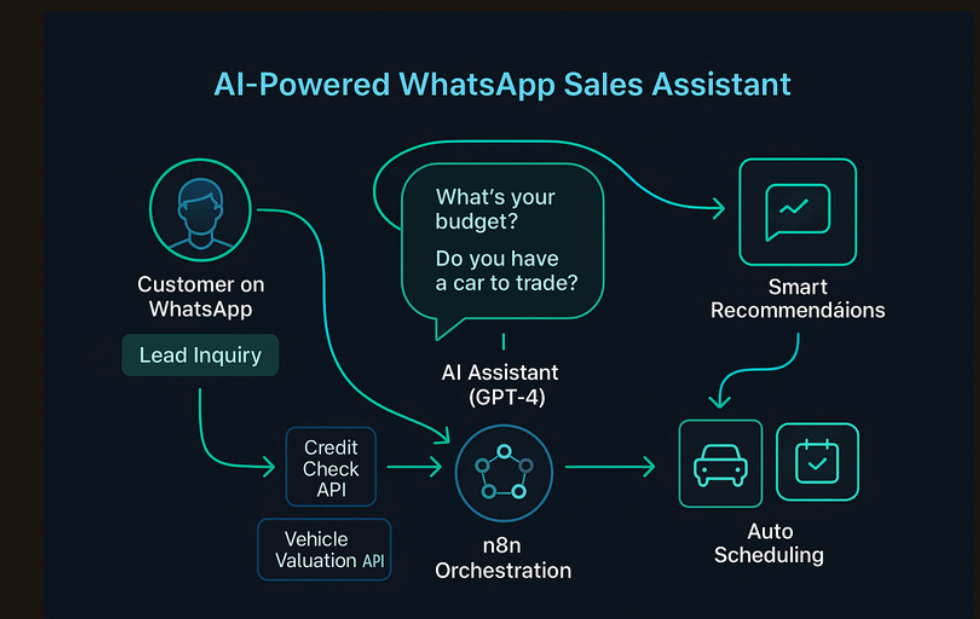 AI-Powered WhatsApp Sales Assistant
Customer on
WhatsApp
Lead Inquiry
What's your
budget?
Do you have
a car to trade?
AI Assistant
(GPT-4)
Smart
Recommendáions
Credit
Check
API
Vehicle
Valuation API
n8n
Orchestration
Auto
Scheduling